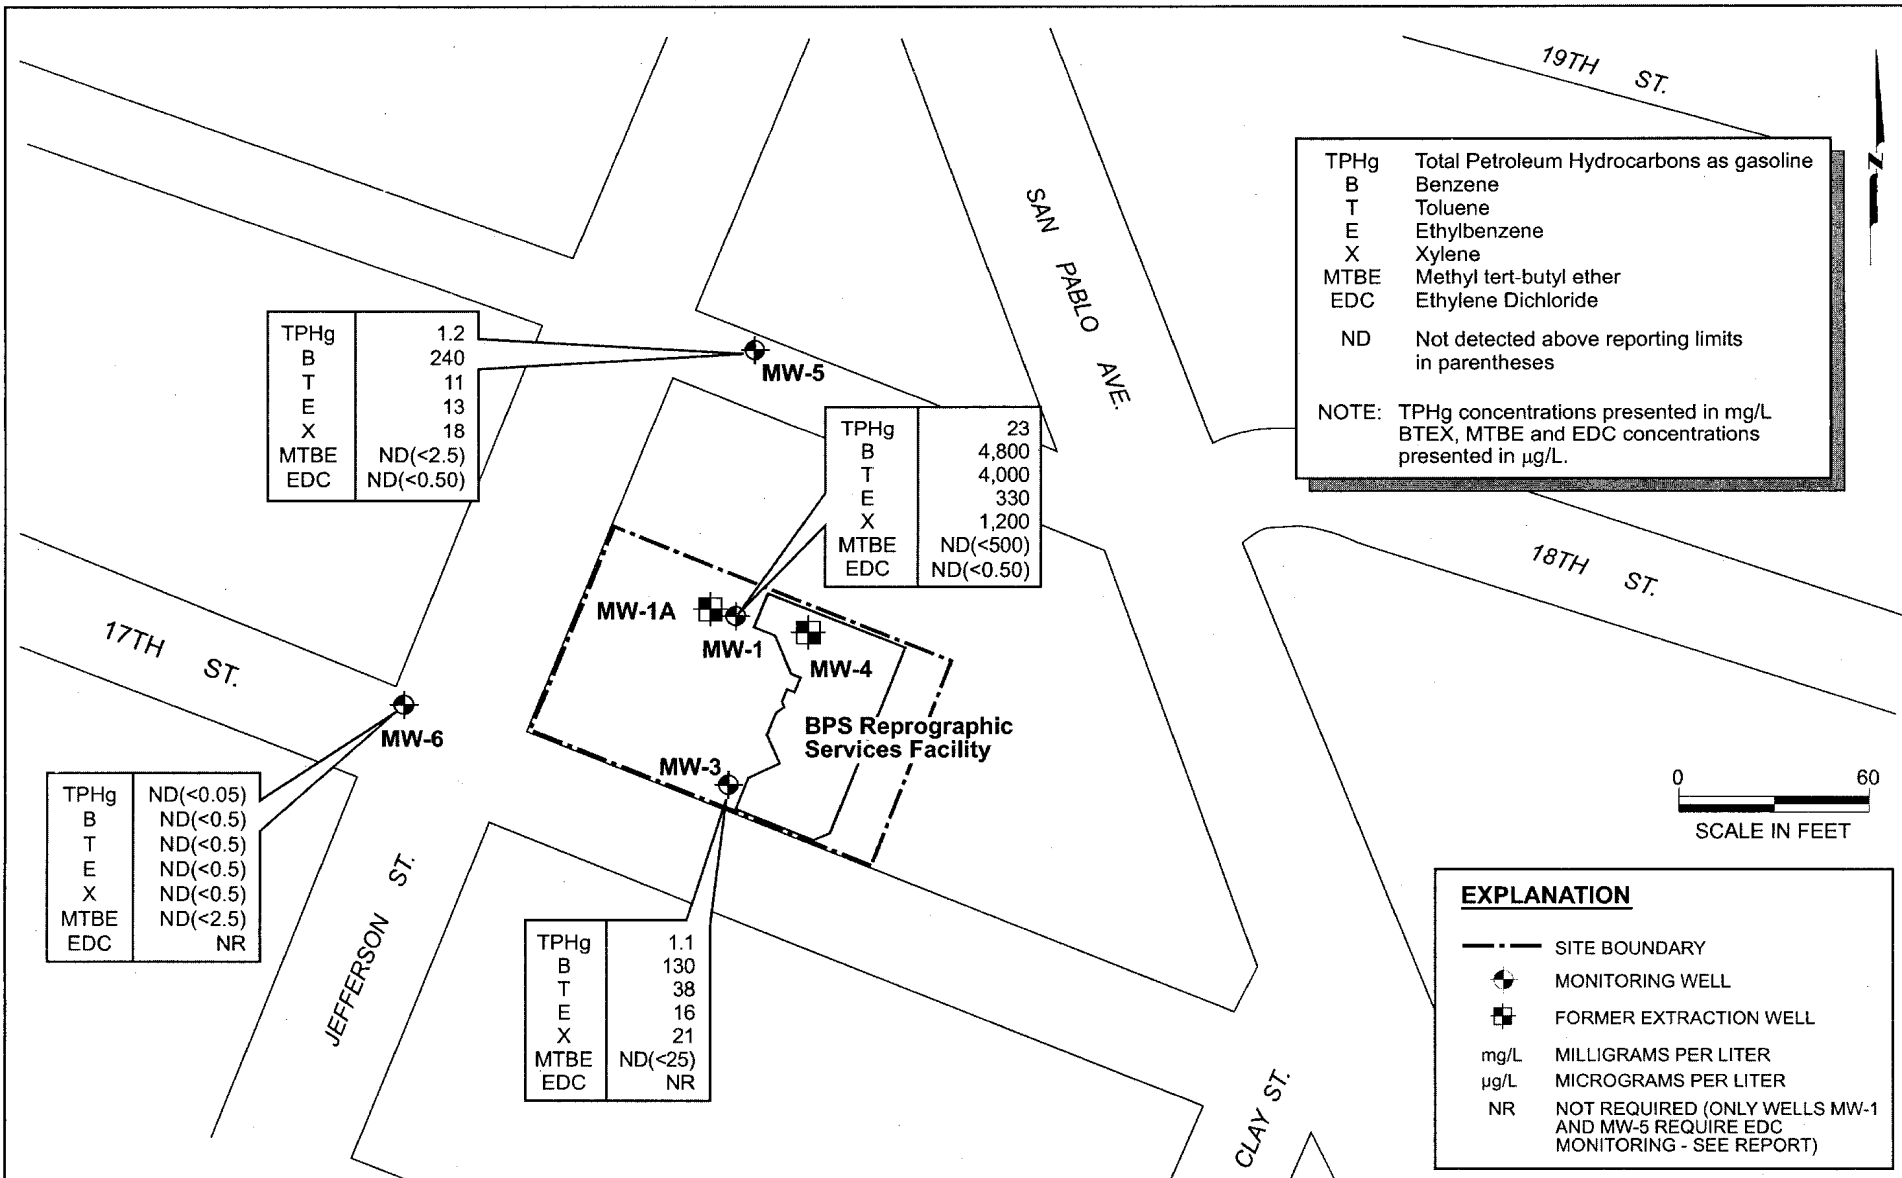 19TH ST.
N
TPHg Total Petroleum Hydrocarbons as gasoline
B Benzene
T Toluene
E Ethylbenzene
X Xylene
MTBE Methyl tert-butyl ether
EDC Ethylene Dichloride
ND Not detected above reporting limits
in parentheses
NOTE: TPHg concentrations presented in mg/L
BTEX, MTBE and EDC concentrations
presented in µg/L.
SAN PABLO AVE.
TPHg 1.2
B 240
T 11
E 13
X 18
MTBE ND(<2.5)
EDC ND(<0.50)
MW-5
TPHg 23
B 4,800
T 4,000
E 330
X 1,200
MTBE ND(<500)
EDC ND(<0.50)
18TH ST.
MW-1A
MW-1
MW-4
17TH ST.
MW-6
BPS Reprographic
Services Facility
MW-3
TPHg ND(<0.05)
B ND(<0.5)
T ND(<0.5)
E ND(<0.5)
X ND(<0.5)
MTBE ND(<2.5)
EDC NR
0 60
SCALE IN FEET
JEFFERSON ST.
TPHg 1.1
B 130
T 38
E 16
X 21
MTBE ND(<25)
EDC NR
CLAY ST.
EXPLANATION
SITE BOUNDARY
MONITORING WELL
FORMER EXTRACTION WELL
mg/L MILLIGRAMS PER LITER
µg/L MICROGRAMS PER LITER
NR NOT REQUIRED (ONLY WELLS MW-1
AND MW-5 REQUIRE EDC
MONITORING - SEE REPORT)